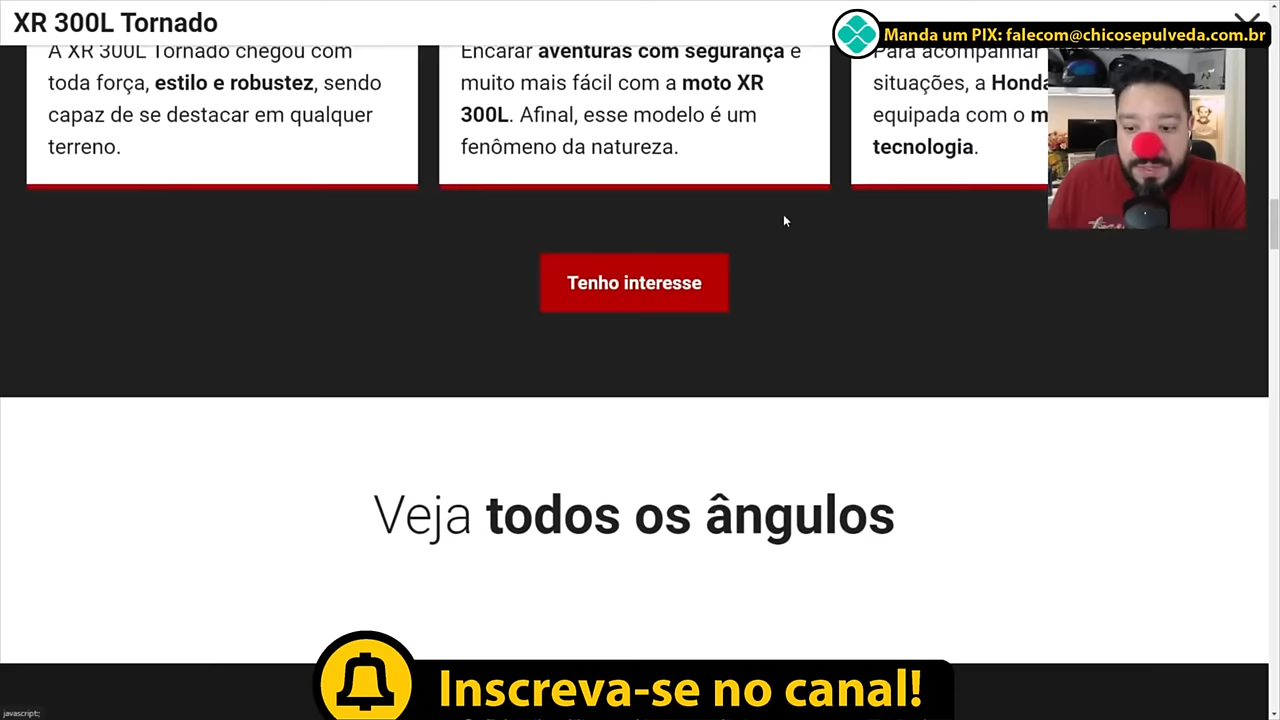 XR 300L Tornado
Manda um PIX: falecom@chicosepulveda.com.br
A XR 300L Tornado chegou com
toda força, estilo e robustez, sendo
capaz de se destacar em qualquer
terreno.
Encarar aventuras com segurança e
muito mais fácil com a moto XR
300L. Afinal, esse modelo é um
fenômeno da natureza.
Para acompanhar
situações, a Honda
equipada com o m
tecnologia.
Tenho interesse
Veja todos os ângulos
Inscreva-se no canal!
javascript:;